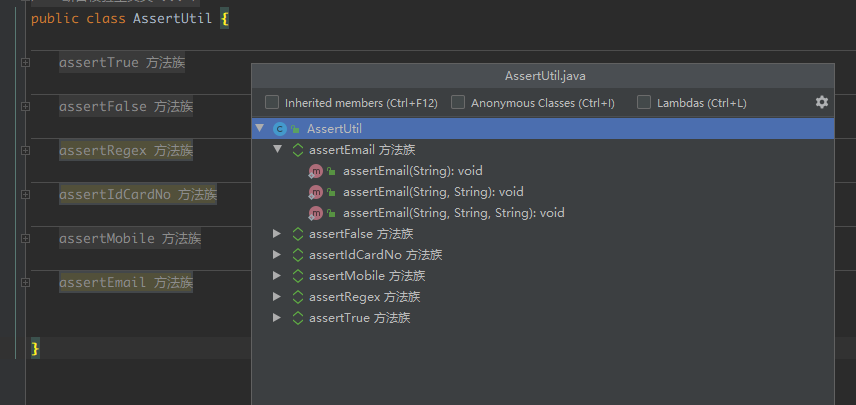 public class AssertUtil {
assertTrue 方法族
assertFalse 方法族
assertRegex 方法族
assertIdCardNo 方法族
assertMobile 方法族
assertEmail 方法族
}
AssertUtil.java
Inherited members (Ctrl+F12) Anonymous Classes (Ctrl+I) Lambdas (Ctrl+L)
AssertUtil
assertEmail 方法族
assertEmail(String): void
assertEmail(String, String): void
assertEmail(String, String, String): void
assertFalse 方法族
assertIdCardNo 方法族
assertMobile 方法族
assertRegex 方法族
assertTrue 方法族